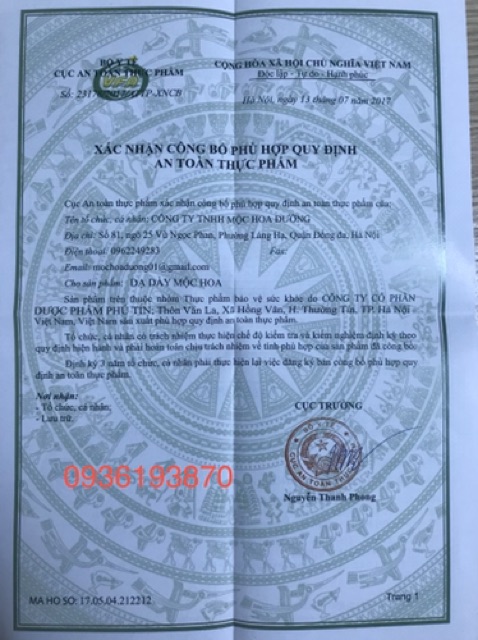 BỘ Y TẾ
CỤC AN TOÀN THỰC PHẨM
CỘNG HÒA XÃ HỘI CHỦ NGHĨA VIỆT NAM
Độc lập - Tự do - Hạnh phúc
Số: /ATTP-XNCB
Hà Nội, ngày 13 tháng 07 năm 2017
XÁC NHẬN CÔNG BỐ PHÙ HỢP QUY ĐỊNH
AN TOÀN THỰC PHẨM
Cục An toàn thực phẩm xác nhận công bố phù hợp quy định an toàn thực phẩm của:
Tên tổ chức, cá nhân: CÔNG TY TNHH MỘC HOA ĐƯỜNG
Địa chỉ: Số 81, ngõ 25 Vũ Ngọc Phan, Phường Láng Hạ, Quận Đống đa, Hà Nội
Điện thoại: 0962249283 Fax:
Email: mochoaduong01@gmail.com
Cho sản phẩm: DẠ DÀY MỘC HOA
Sản phẩm trên thuộc nhóm Thực phẩm bảo vệ sức khỏe do CÔNG TY CỔ PHẦN
DƯỢC PHẨM PHÚ TÍN; Thôn Văn La, Xã Hồng Vân, H. Thường Tín, TP. Hà Nội
Việt Nam, Việt Nam sản xuất phù hợp quy định an toàn thực phẩm.
Tổ chức, cá nhân có trách nhiệm thực hiện chế độ kiểm tra và kiểm nghiệm định kỳ theo
quy định hiện hành và phải hoàn toàn chịu trách nhiệm về tính phù hợp của sản phẩm đã công bố.
Định kỳ 3 năm tổ chức, cá nhân phải thực hiện lại việc đăng ký bản công bố phù hợp quy
định an toàn thực phẩm.
Nơi nhận:
- Tổ chức, cá nhân;
- Lưu trữ.
CỤC TRƯỞNG
BỘ Y TẾ
CỤC AN TOÀN THỰC PHẨM
0936193870
Nguyễn Thanh Phong
MA HO SO: 17.05.04.212212
Trang 1